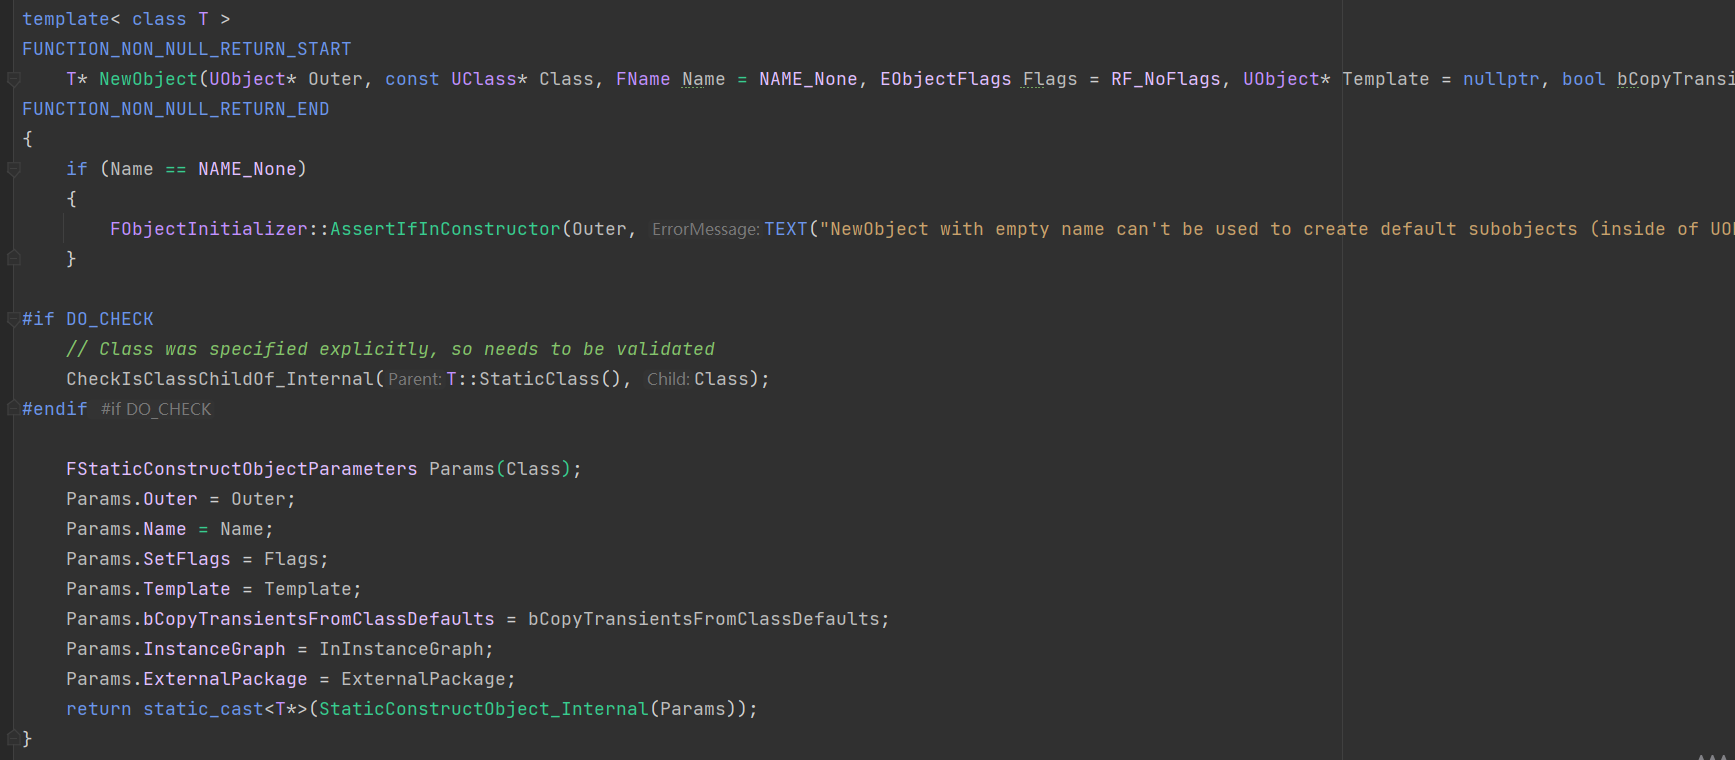 template< class T >
FUNCTION_NON_NULL_RETURN_START
T* NewObject(UObject* Outer, const UClass* Class, FName Name = NAME_None, EObjectFlags Flags = RF_NoFlags, UObject* Template = nullptr, bool bCopyTransi
FUNCTION_NON_NULL_RETURN_END
{
if (Name == NAME_None)
{
FObjectInitializer::AssertIfInConstructor(Outer, ErrorMessage: TEXT("NewObject with empty name can't be used to create default subobjects (inside of UO
}
#if DO_CHECK
// Class was specified explicitly, so needs to be validated
CheckIsClassChildOf_Internal( Parent: T::StaticClass(), Child: Class);
#endif #if DO_CHECK
FStaticConstructObjectParameters Params(Class);
Params.Outer = Outer;
Params.Name = Name;
Params.SetFlags = Flags;
Params.Template = Template;
Params.bCopyTransientsFromClassDefaults = bCopyTransientsFromClassDefaults;
Params.InstanceGraph = InInstanceGraph;
Params.ExternalPackage = ExternalPackage;
return static_cast<T*>(StaticConstructObject_Internal(Params));
}